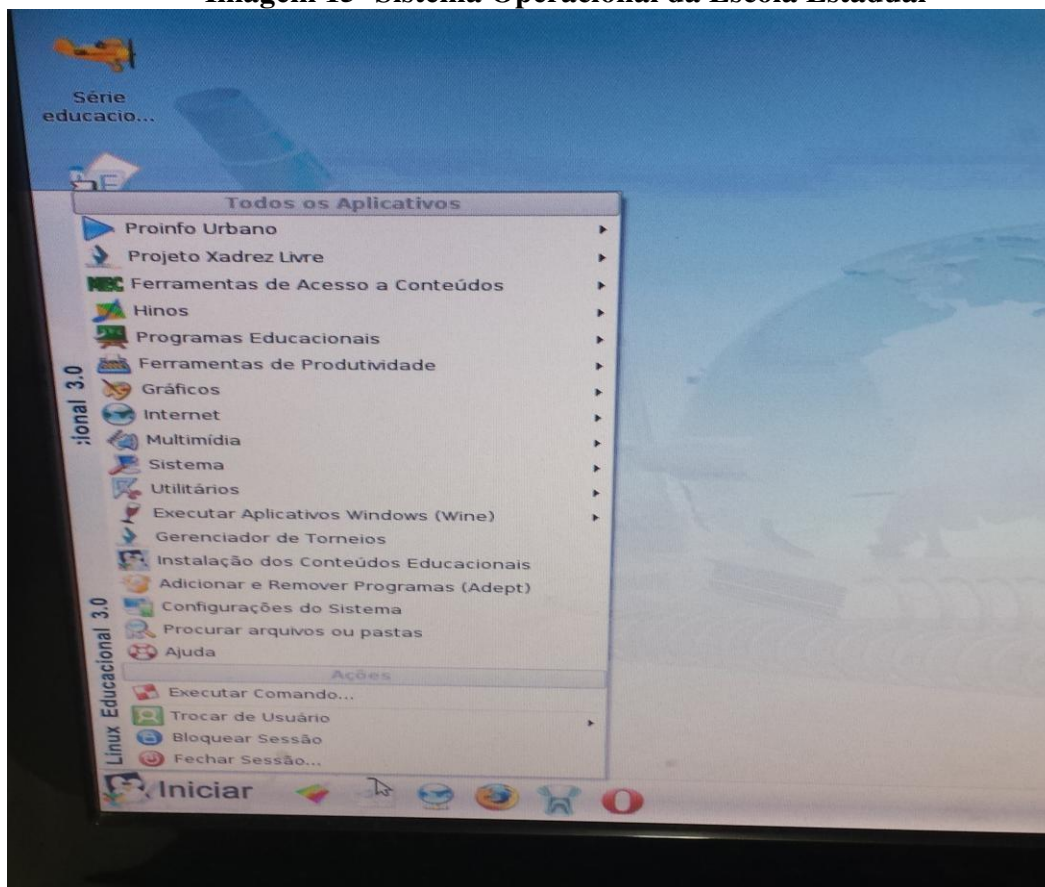 Imagem 15- Sistema Operacional da Escola Estadual
Série
educacio...
Todos os Aplicativos
Proinfo Urbano
Projeto Xadrez Livre
MEC Ferramentas de Acesso a Conteúdos
Hinos
Programas Educacionais
Ferramentas de Produtividade
Gráficos
Internet
Multimídia
Sistema
Utilitários
Executar Aplicativos Windows (Wine)
Gerenciador de Torneios
Instalação dos Conteúdos Educacionais
Adicionar e Remover Programas (Adept)
Configurações do Sistema
Procurar arquivos ou pastas
Ajuda
Ações
Executar Comando...
Trocar de Usuário
Bloquear Sessão
Fechar Sessão...
cional 3.0
Linux Educacional 3.0
Iniciar